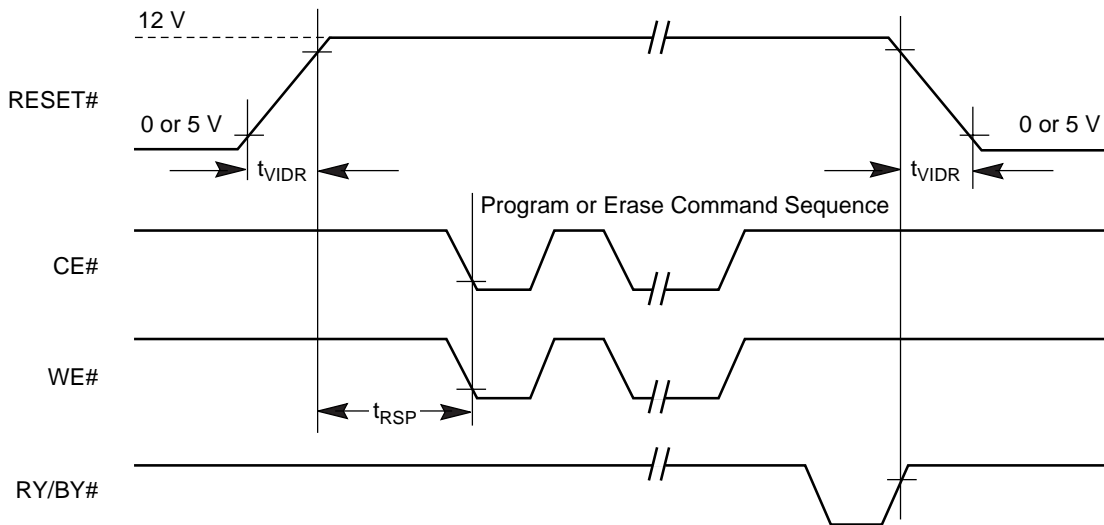 12 V
RESET#
0 or 5 V
0 or 5 V
tVIDR
tVIDR
Program or Erase Command Sequence
CE#
WE#
tRSP
RY/BY#